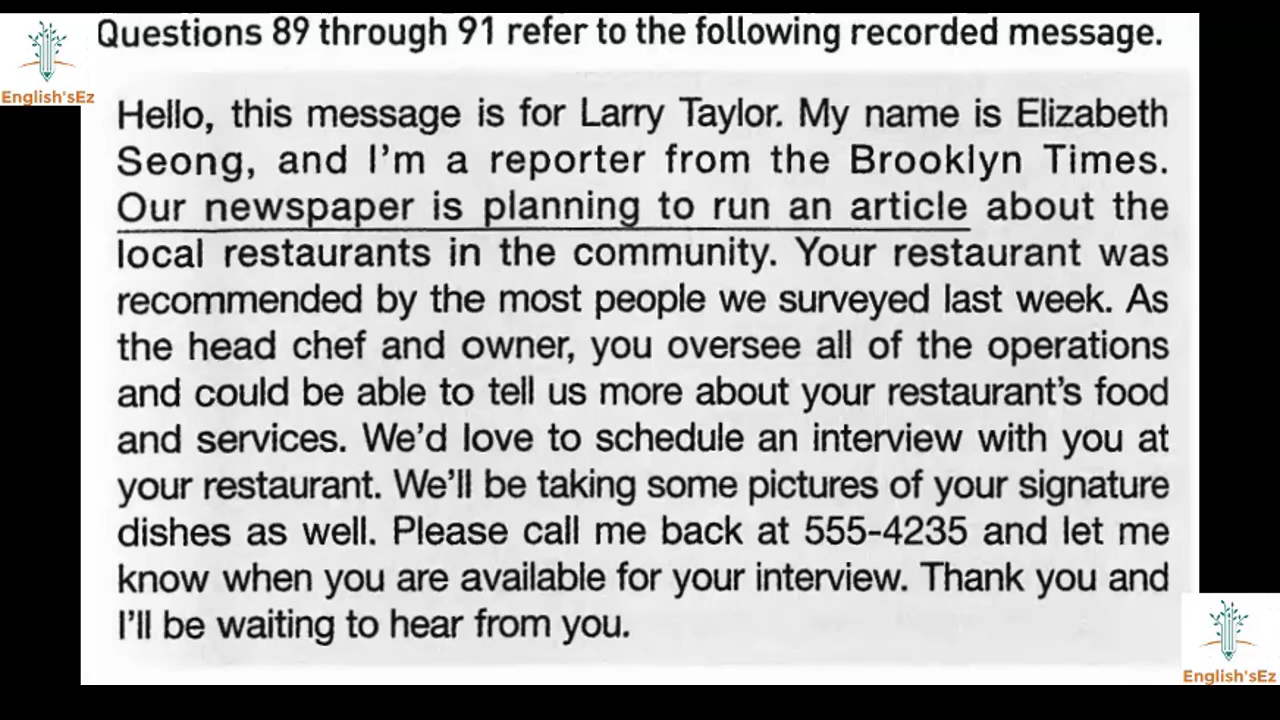 Questions 89 through 91 refer to the following recorded message.
English'sEz
Hello, this message is for Larry Taylor. My name is Elizabeth
Seong, and I'm a reporter from the Brooklyn Times.
Our newspaper is planning to run an article about the
local restaurants in the community. Your restaurant was
recommended by the most people we surveyed last week. As
the head chef and owner, you oversee all of the operations
and could be able to tell us more about your restaurant's food
and services. We'd love to schedule an interview with you at
your restaurant. We'll be taking some pictures of your signature
dishes as well. Please call me back at 555-4235 and let me
know when you are available for your interview. Thank you and
I'll be waiting to hear from you.
English'sEz